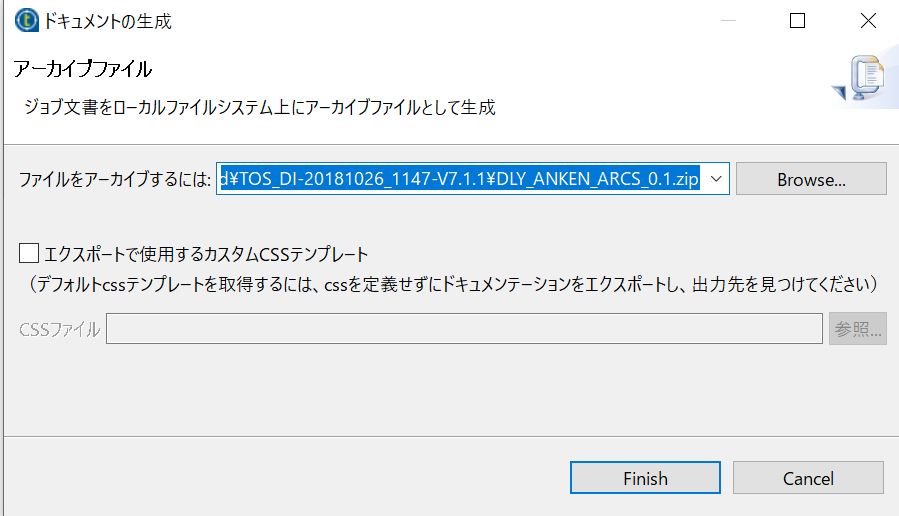 ドキュメントの生成
アーカイブファイル
ジョブ文書をローカルファイルシステム上にアーカイブファイルとして生成
ファイルをアーカイブするには: d¥TOS_DI-20181026_1147-V7.1.1¥DLY_ANKEN_ARCS_0.1.zip Browse...
エクスポートで使用するカスタムCSSテンプレート
（デフォルトcssテンプレートを取得するには、cssを定義せずにドキュメンテーションをエクスポートし、出力先を見つけてください）
CSSファイル 参照...
Finish Cancel